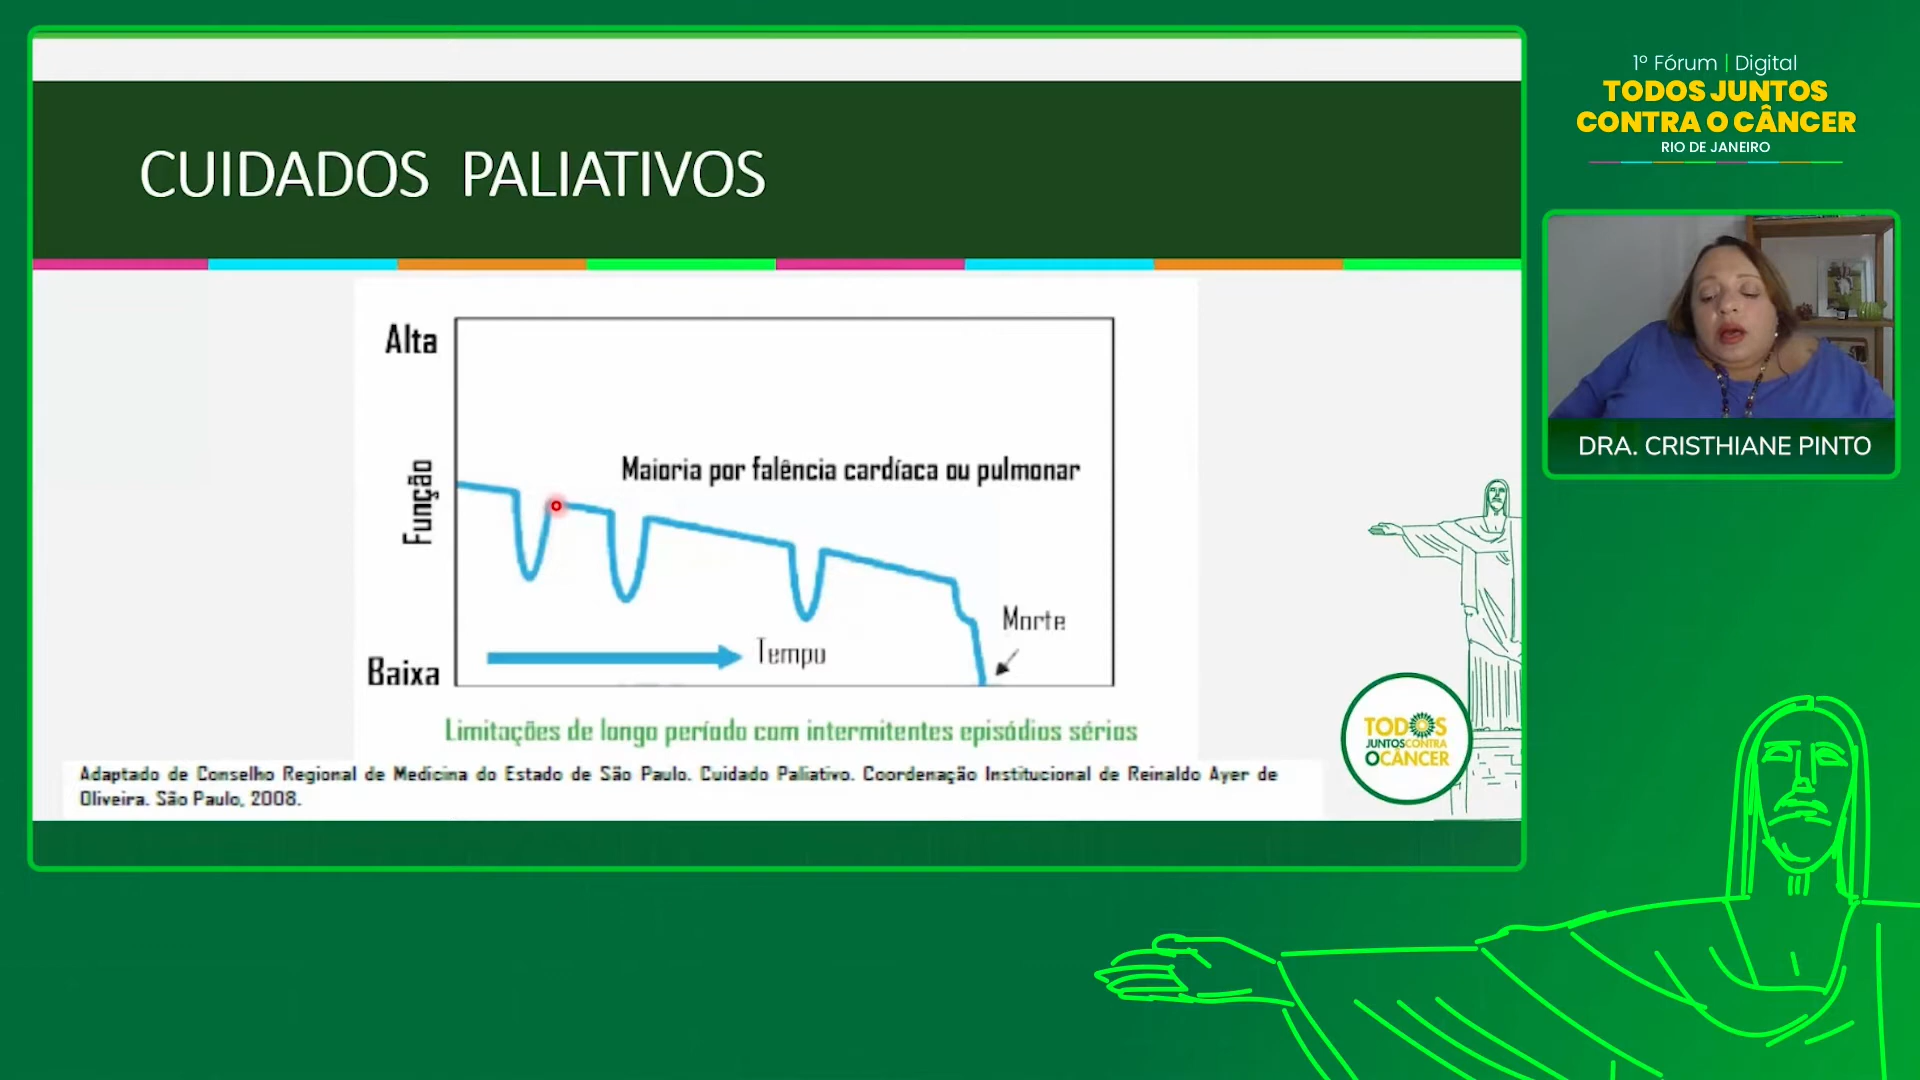 CUIDADOS PALIATIVOS
Alta
Função
Maioria por falência cardíaca ou pulmonar
Morte
Tempo
Baixa
Limitações de longo período com intermitentes episódios sérios
Adaptado de Conselho Regional de Medicina do Estado de São Paulo. Cuidado Paliativo. Coordenação Institucional de Reinaldo Ayer de
Oliveira. São Paulo, 2008.
TODOS
JUNTOSCONTRA
OCÂNCER
1º Fórum | Digital
TODOS JUNTOS
CONTRA O CÂNCER
RIO DE JANEIRO
DRA. CRISTHIANE PINTO